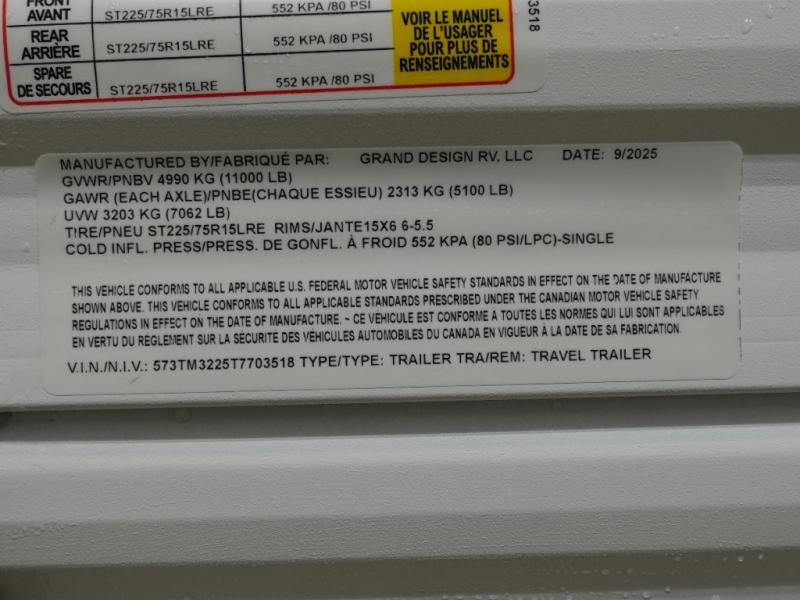 FRONT
AVANT ST225/75R15LRE 552 KPA /80 PSI
REAR
ARRIÈRE ST225/75R15LRE 552 KPA /80 PSI
SPARE
DE SECOURS ST225/75R15LRE 552 KPA /80 PSI
VOIR LE MANUEL
DE L'USAGER
POUR PLUS DE
RENSEIGNEMENTS
3518
MANUFACTURED BY/FABRIQUÉ PAR: GRAND DESIGN RV, LLC DATE: 9/2025
GVWR/PNBV 4990 KG (11000 LB)
GAWR (EACH AXLE)/PNBE(CHAQUE ESSIEU) 2313 KG (5100 LB)
UVW 3203 KG (7062 LB)
TIRE/PNEU ST225/75R15LRE RIMS/JANTE15X6 6-5.5
COLD INFL. PRESS/PRESS. DE GONFL. À FROID 552 KPA (80 PSI/LPC)-SINGLE
THIS VEHICLE CONFORMS TO ALL APPLICABLE U.S. FEDERAL MOTOR VEHICLE SAFETY STANDARDS IN EFFECT ON THE DATE OF MANUFACTURE
SHOWN ABOVE. THIS VEHICLE CONFORMS TO ALL APPLICABLE STANDARDS PRESCRIBED UNDER THE CANADIAN MOTOR VEHICLE SAFETY
REGULATIONS IN EFFECT ON THE DATE OF MANUFACTURE. ~ CE VÉHICULE EST CONFORME À TOUTES LES NORMES QUI LUI SONT APPLICABLES
EN VERTU DU RÈGLEMENT SUR LA SÉCURITÉ DES VÉHICULES AUTOMOBILES DU CANADA EN VIGUEUR À LA DATE DE SA FABRICATION.
V.I.N./N.I.V.: 573TM3225T7703518 TYPE/TYPE: TRAILER TRA/REM: TRAVEL TRAILER